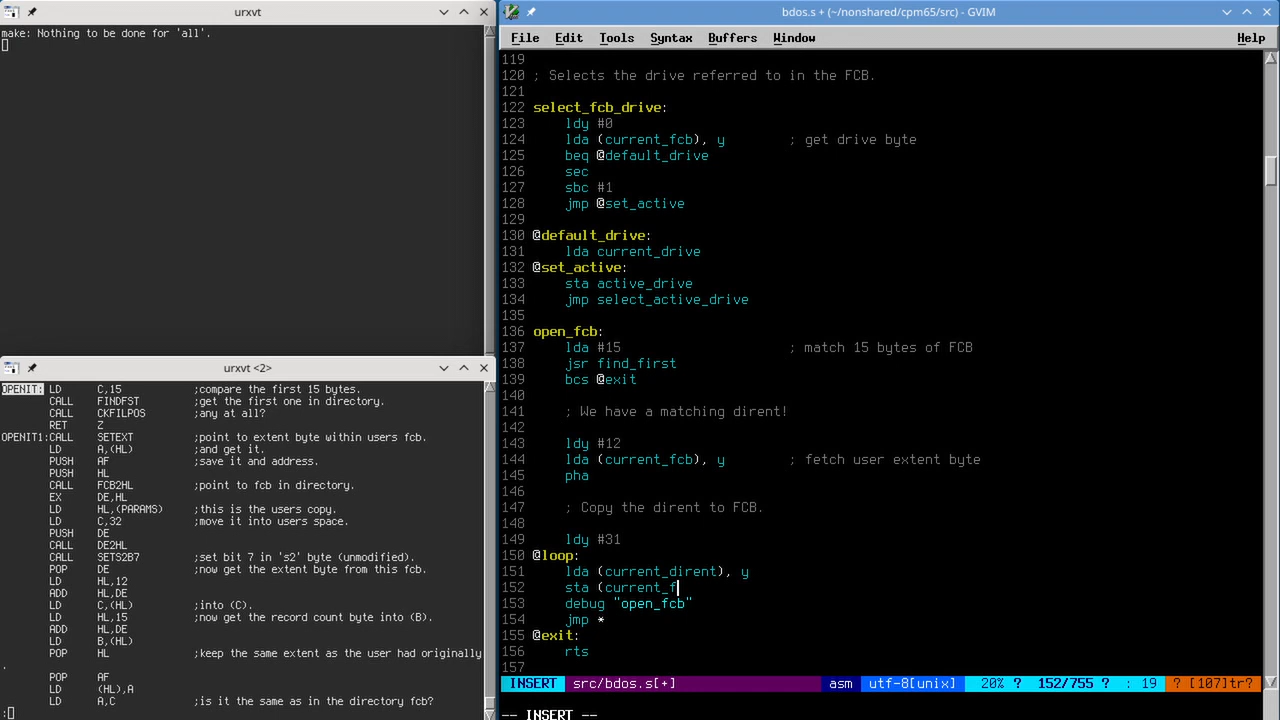 urxvt
make: Nothing to be done for 'all'.
urxvt <2>
OPENIT: LD C,15 ;compare the first 15 bytes.
CALL FINDFST ;get the first one in directory.
CALL CKFILPOS ;any at all?
RET Z
OPENIT1:CALL SETEXT ;point to extent byte within users fcb.
LD A,(HL) ;and get it.
PUSH AF ;save it and address.
PUSH HL
CALL FCB2HL ;point to fcb in directory.
EX DE,HL
LD HL,(PARAMS) ;this is the users copy.
LD C,32 ;move it into users space.
PUSH DE
CALL DE2HL
CALL SETS2B7 ;set bit 7 in 's2' byte (unmodified).
POP DE ;now get the extent byte from this fcb.
LD HL,12
ADD HL,DE
LD C,(HL) ;into (C).
LD HL,15 ;now get the record count byte into (B).
ADD HL,DE
LD B,(HL)
POP HL ;keep the same extent as the user had originally
.
POP AF
LD (HL),A
LD A,C ;is it the same as in the directory fcb?
:
bdos.s + (~/nonshared/cpm65/src) - GVIM
File Edit Tools Syntax Buffers Window Help
119
120 ; Selects the drive referred to in the FCB.
121
122 select_fcb_drive:
123 ldy #0
124 lda (current_fcb), y ; get drive byte
125 beq @default_drive
126 sec
127 sbc #1
128 jmp @set_active
129
130 @default_drive:
131 lda current_drive
132 @set_active:
133 sta active_drive
134 jmp select_active_drive
135
136 open_fcb:
137 lda #15 ; match 15 bytes of FCB
138 jsr find_first
139 bcs @exit
140
141 ; We have a matching dirent!
142
143 ldy #12
144 lda (current_fcb), y ; fetch user extent byte
145 pha
146
147 ; Copy the dirent to FCB.
148
149 ldy #31
150 @loop:
151 lda (current_dirent), y
152 sta (current_f
153 debug "open_fcb"
154 jmp *
155 @exit:
156 rts
157
INSERT src/bdos.s[+] asm utf-8[unix] 20% ? 152/755 ? : 19 ? [107]tr?
-- INSERT --